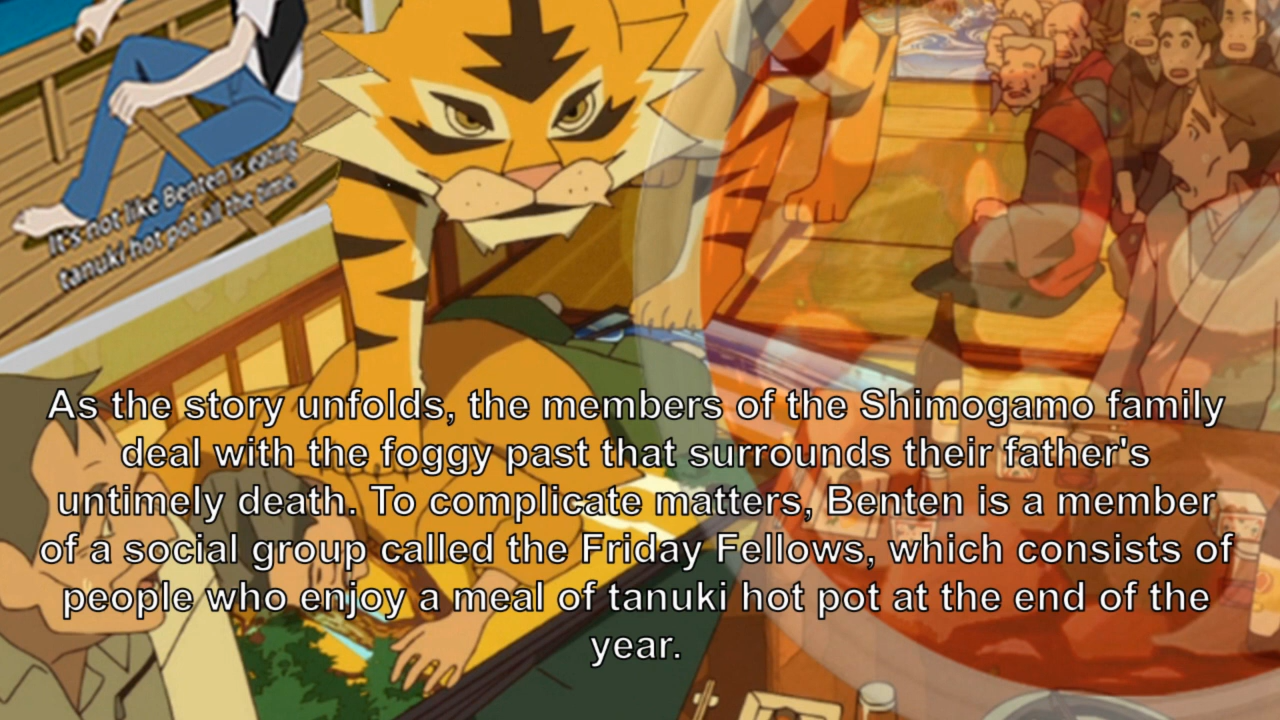 It's not like Benten is eating
tanuki hot pot all the time.
As the story unfolds, the members of the Shimogamo family
deal with the foggy past that surrounds their father's
untimely death. To complicate matters, Benten is a member
of a social group called the Friday Fellows, which consists of
people who enjoy a meal of tanuki hot pot at the end of the
year.